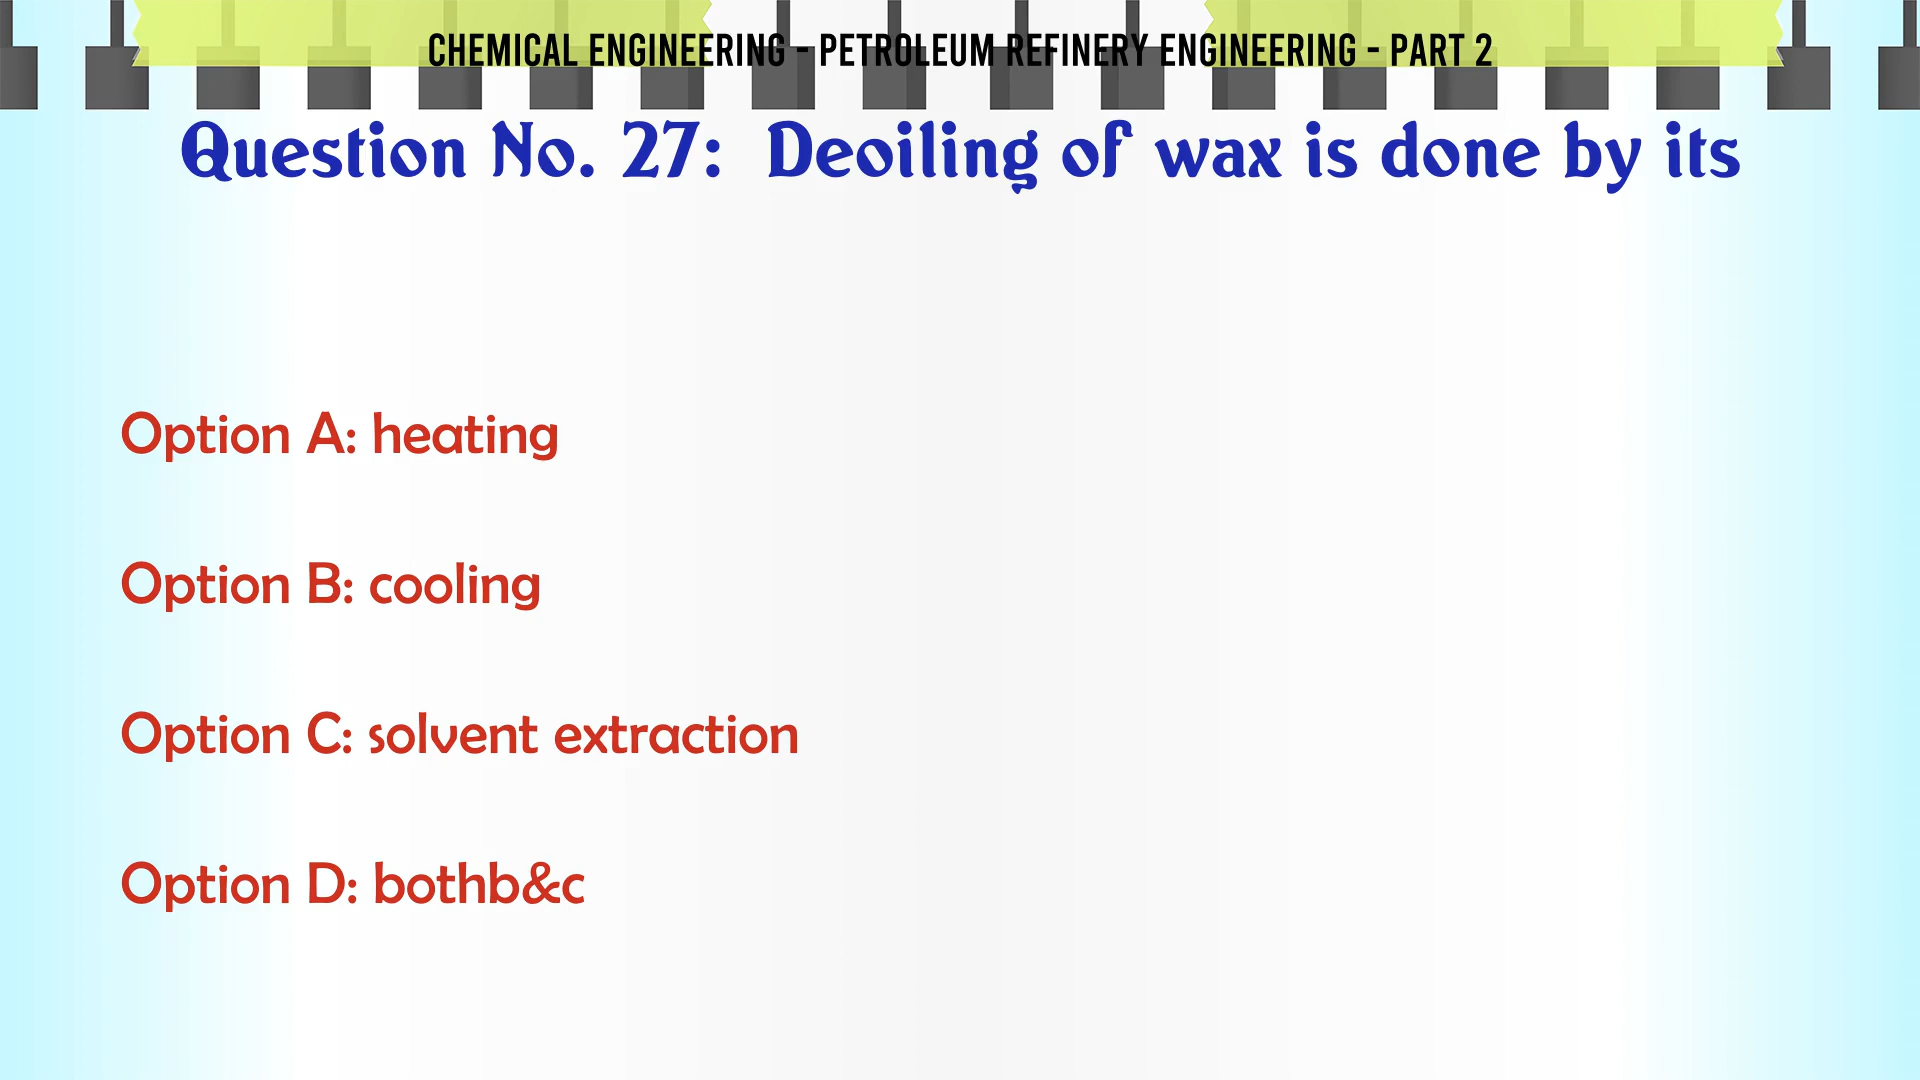 CHEMICAL ENGINEERING - PETROLEUM REFINERY ENGINEERING - PART 2
Question No. 27: Deoiling of wax is done by its
Option A: heating
Option B: cooling
Option C: solvent extraction
Option D: bothb&c